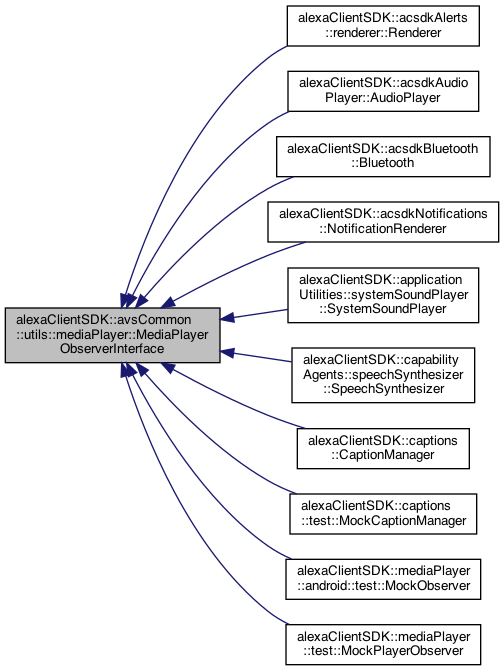 alexaClientSDK::acsdkAlerts
::renderer::Renderer
alexaClientSDK::acsdkAudio
Player::AudioPlayer
alexaClientSDK::acsdkBluetooth
::Bluetooth
alexaClientSDK::acsdkNotifications
::NotificationRenderer
alexaClientSDK::application
Utilities::systemSoundPlayer
::SystemSoundPlayer
alexaClientSDK::avsCommon
::utils::mediaPlayer::MediaPlayer
ObserverInterface
alexaClientSDK::capability
Agents::speechSynthesizer
::SpeechSynthesizer
alexaClientSDK::captions
::CaptionManager
alexaClientSDK::captions
::test::MockCaptionManager
alexaClientSDK::mediaPlayer
::android::test::MockObserver
alexaClientSDK::mediaPlayer
::test::MockPlayerObserver